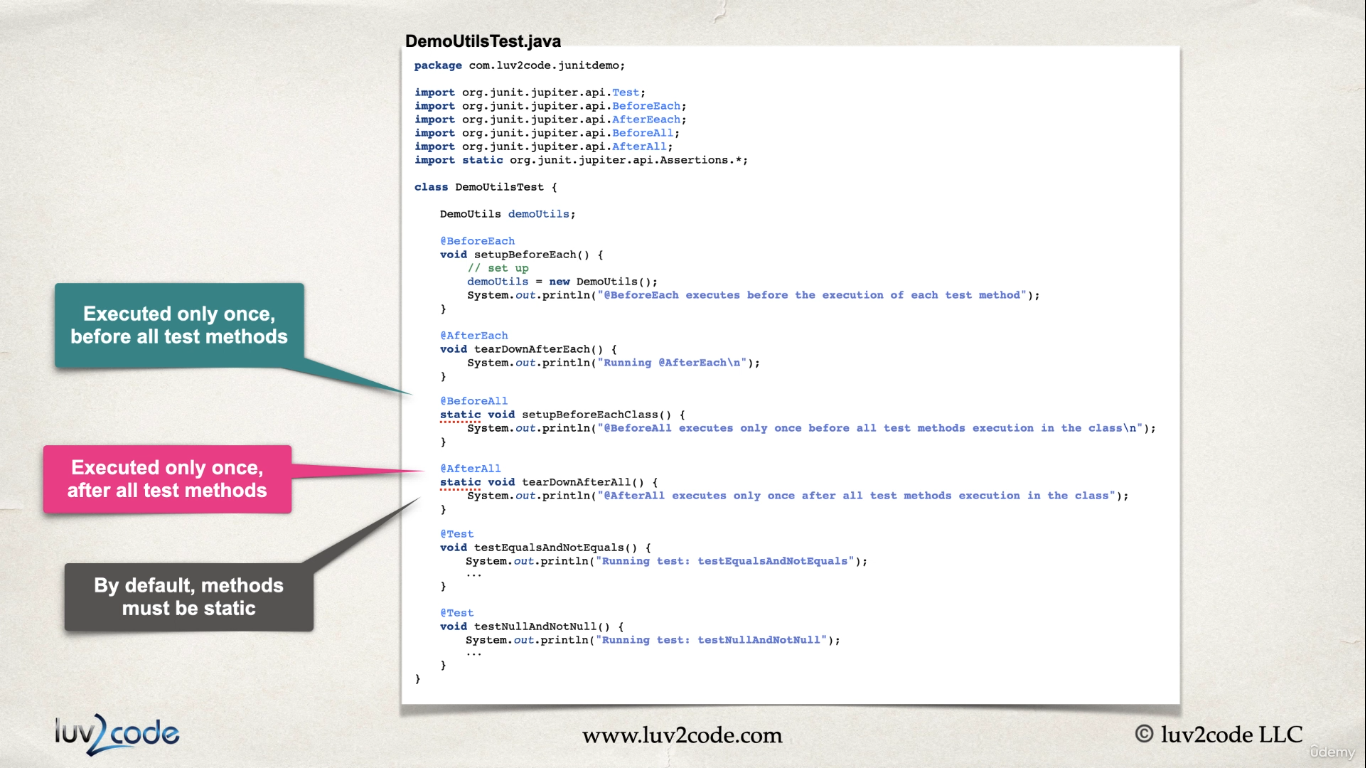 DemoUtilsTest.java
package com.luv2code.junitdemo;
import org.junit.jupiter.api.Test;
import org.junit.jupiter.api.BeforeEach;
import org.junit.jupiter.api.AfterEeach;
import org.junit.jupiter.api.BeforeAll;
import org.junit.jupiter.api.AfterAll;
import static org.junit.jupiter.api.Assertions.*;
class DemoUtilsTest {
DemoUtils demoUtils;
@BeforeEach
void setupBeforeEach() {
// set up
demoUtils = new DemoUtils();
System.out.println("@BeforeEach executes before the execution of each test method");
}
@AfterEach
void tearDownAfterEach() {
System.out.println("Running @AfterEach\n");
}
@BeforeAll
static void setupBeforeEachClass() {
System.out.println("@BeforeAll executes only once before all test methods execution in the class\n");
}
@AfterAll
static void tearDownAfterAll() {
System.out.println("@AfterAll executes only once after all test methods execution in the class");
}
@Test
void testEqualsAndNotEquals() {
System.out.println("Running test: testEqualsAndNotEquals");
...
}
@Test
void testNullAndNotNull() {
System.out.println("Running test: testNullAndNotNull");
...
}
}
Executed only once,
before all test methods
Executed only once,
after all test methods
By default, methods
must be static
luv2code
www.luv2code.com
© luv2code LLC
ûdemy